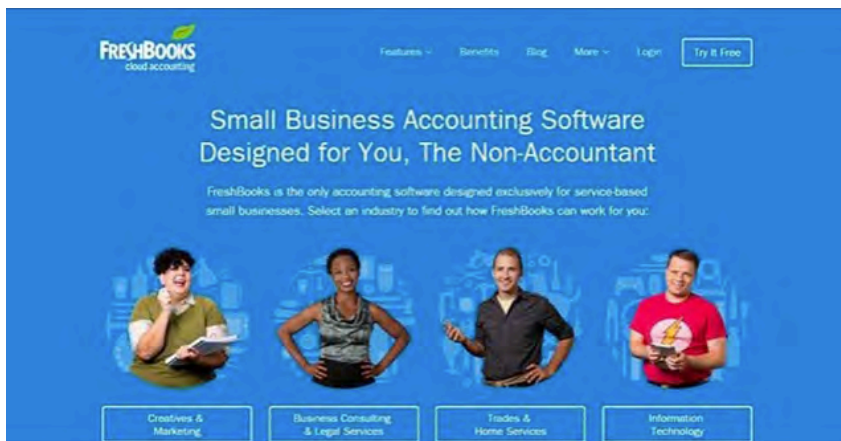 FRESHBOOKS
cloud accounting
Features
Benefits
Blog
More
Login
Try It Free
Small Business Accounting Software
Designed for You, The Non-Accountant
FreshBooks is the only accounting software designed exclusively for service-based
small businesses. Select an industry to find out how FreshBooks can work for you:
Creatives &
Marketing
Business Consulting
& Legal Services
Trades &
Home Services
Information
Technology